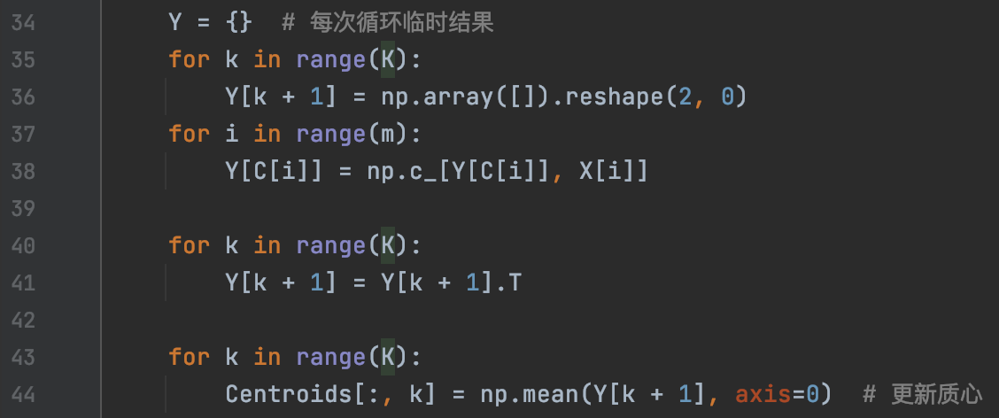 34 Y = {}  # 每次循环临时结果
35 for k in range(K):
36     Y[k + 1] = np.array([]).reshape(2, 0)
37 for i in range(m):
38     Y[C[i]] = np.c_[Y[C[i]], X[i]]
39
40 for k in range(K):
41     Y[k + 1] = Y[k + 1].T
42
43 for k in range(K):
44     Centroids[:, k] = np.mean(Y[k + 1], axis=0)  # 更新质心